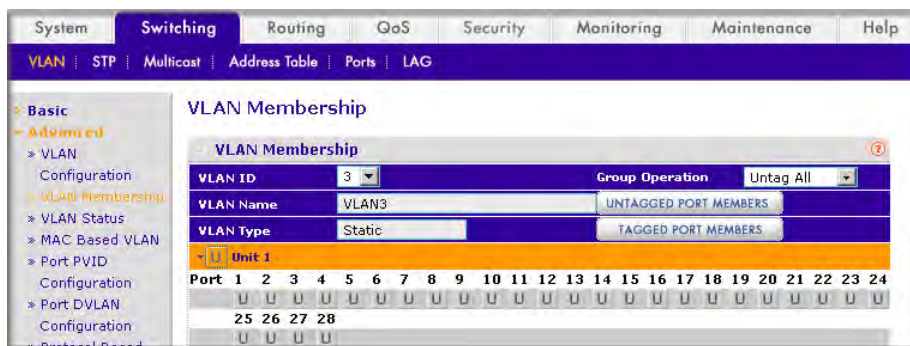 System Switching Routing QoS Security Monitoring Maintenance Help
VLAN STP Multicast Address Table Ports LAG
Basic
Advanced
» VLAN
Configuration
» VLAN Membership
» VLAN Status
» MAC Based VLAN
» Port PVID
Configuration
» Port DVLAN
Configuration
» Protocol Based
VLAN Membership
VLAN Membership ?
VLAN ID 3 Group Operation Untag All
VLAN Name VLAN3 UNTAGGED PORT MEMBERS
VLAN Type Static TAGGED PORT MEMBERS
U Unit 1
Port 1 2 3 4 5 6 7 8 9 10 11 12 13 14 15 16 17 18 19 20 21 22 23 24
U U U U U U U U U U U U U U U U U U U U U U U U
25 26 27 28
U U U U